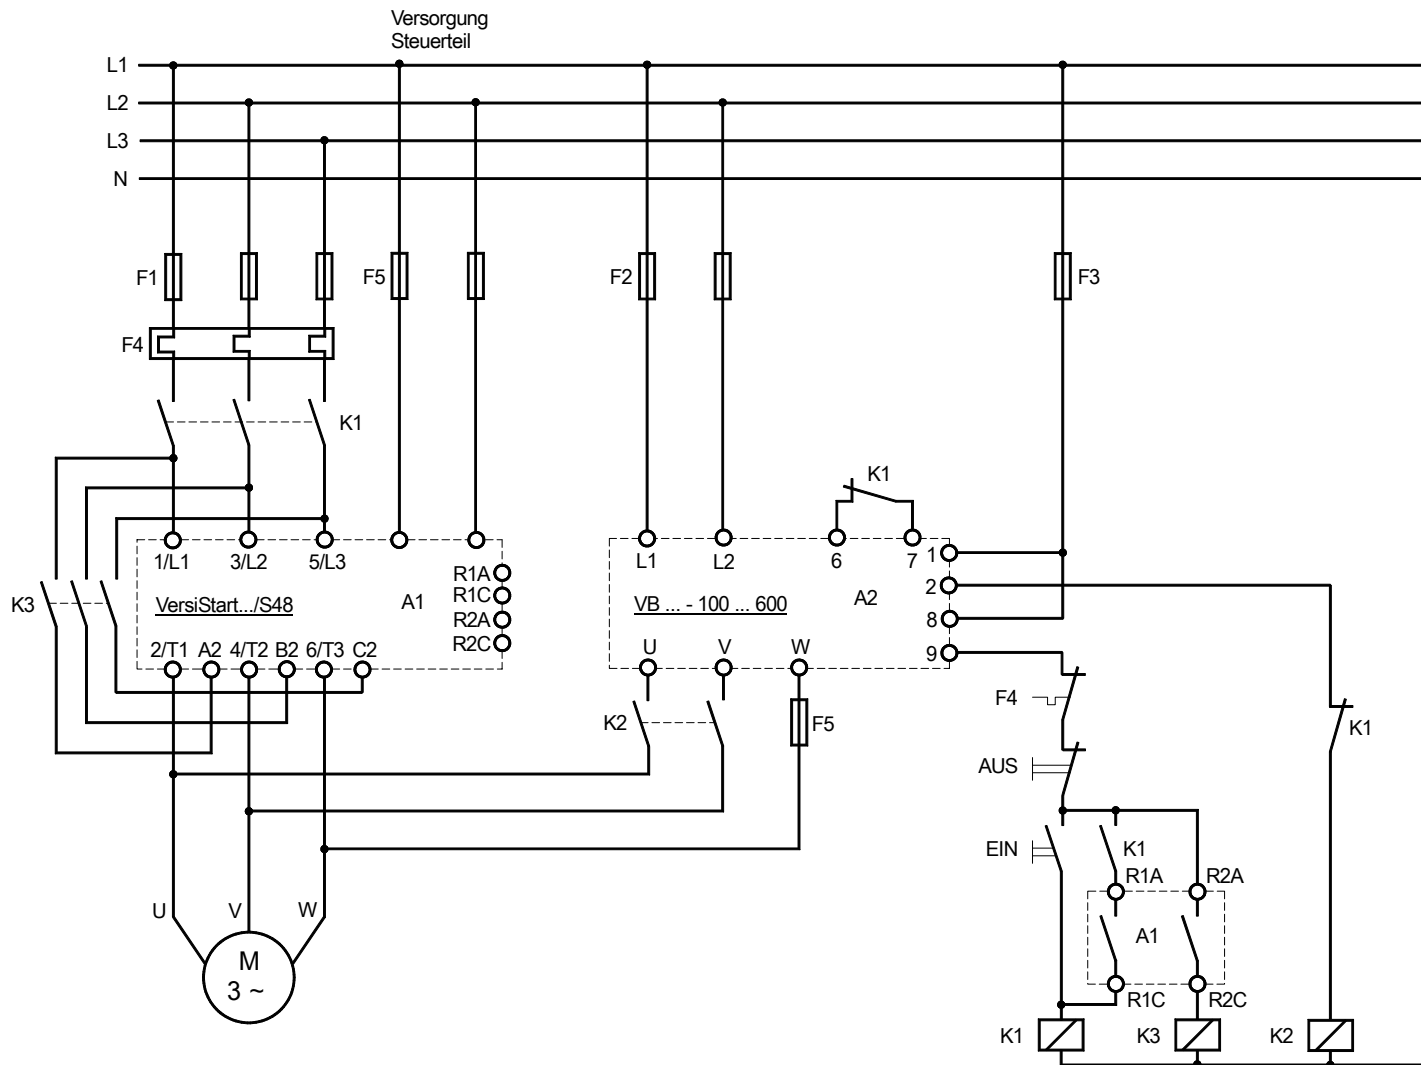 Versorgung
Steuerteil
L1
L2
L3
N
F1
F5
F2
F3
F4
K1
K1
1/L1
3/L2
5/L3
L1
L2
6
7
1
R1A
R1C
R2A
R2C
A1
VersiStart.../S48
K3
VB ... - 100 ... 600
A2
2
8
9
2/T1
A2
4/T2
B2
6/T3
C2
U
V
W
K2
F5
F4
K1
AUS
EIN
K1
R1A
R2A
A1
R1C
R2C
U
V
W
M
3 ~
K1
K3
K2